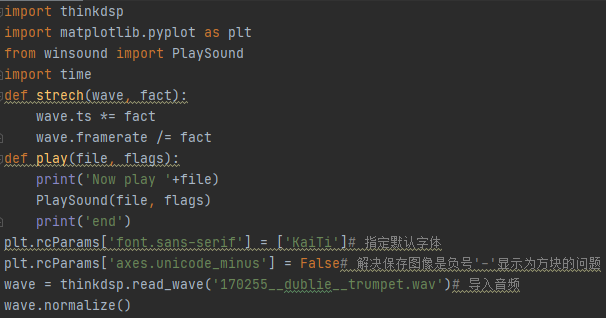 import thinkdsp
import matplotlib.pyplot as plt
from winsound import PlaySound
import time
def strech(wave, fact):
    wave.ts *= fact
    wave.framerate /= fact
def play(file, flags):
    print('Now play '+file)
    PlaySound(file, flags)
    print('end')
plt.rcParams['font.sans-serif'] = ['KaiTi']# 指定默认字体
plt.rcParams['axes.unicode_minus'] = False# 解决保存图像是负号'-'显示为方块的问题
wave = thinkdsp.read_wave('170255__dublie__trumpet.wav')# 导入音频
wave.normalize()